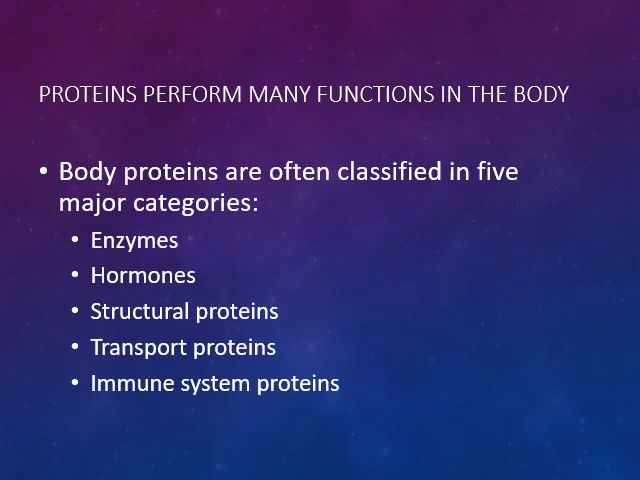 PROTEINS PERFORM MANY FUNCTIONS IN THE BODY
• Body proteins are often classified in five
major categories:
• Enzymes
• Hormones
• Structural proteins
• Transport proteins
• Immune system proteins